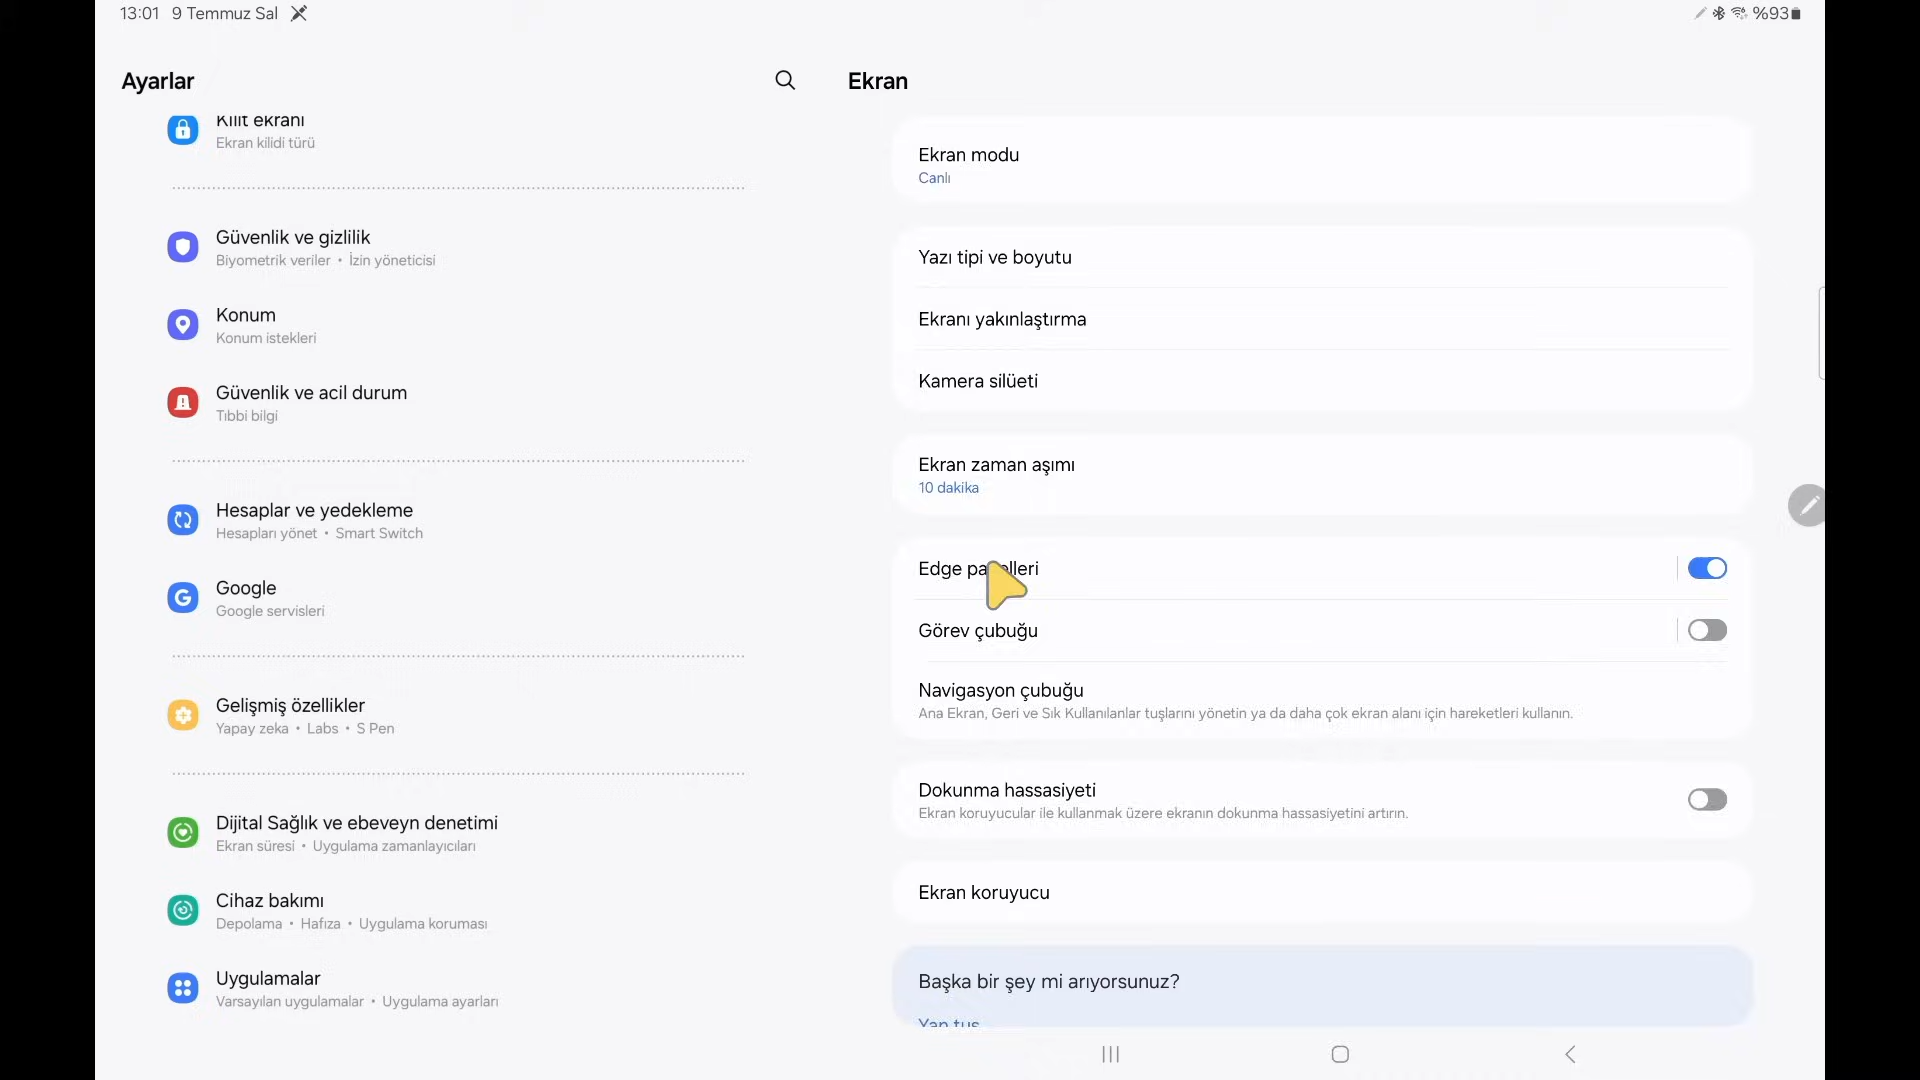 13:01 9 Temmuz Sal
%93
Ayarlar
Kilit ekranı
Ekran kilidi türü
Güvenlik ve gizlilik
Biyometrik veriler • İzin yöneticisi
Konum
Konum istekleri
Güvenlik ve acil durum
Tıbbi bilgi
Hesaplar ve yedekleme
Hesapları yönet • Smart Switch
Google
Google servisleri
Gelişmiş özellikler
Yapay zeka • Labs • S Pen
Dijital Sağlık ve ebeveyn denetimi
Ekran süresi • Uygulama zamanlayıcıları
Cihaz bakımı
Depolama • Hafıza • Uygulama koruması
Uygulamalar
Varsayılan uygulamalar • Uygulama ayarları
Ekran
Ekran modu
Canlı
Yazı tipi ve boyutu
Ekranı yakınlaştırma
Kamera silüeti
Ekran zaman aşımı
10 dakika
Edge panelleri
Görev çubuğu
Navigasyon çubuğu
Ana Ekran, Geri ve Sık Kullanılanlar tuşlarını yönetin ya da daha çok ekran alanı için hareketleri kullanın.
Dokunma hassasiyeti
Ekran koruyucular ile kullanmak üzere ekranın dokunma hassasiyetini artırın.
Ekran koruyucu
Başka bir şey mi arıyorsunuz?
Yan tuş